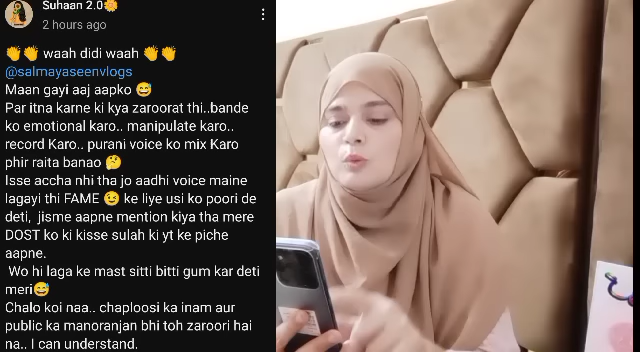 Suhaan 2.0🌼
2 hours ago
👏👏 waah didi waah 👏👏
@salmayaseenvlogs
Maan gayi aaj aapko 😅
Par itna karne ki kya zaroorat thi..bande
ko emotional karo.. manipulate karo..
record Karo.. purani voice ko mix Karo
phir raita banao 🤔
Isse accha nhi tha jo aadhi voice maine
lagayi thi FAME 😉 ke liye usi ko poori de
deti, jisme aapne mention kiya tha mere
DOST ko ki kisse sulah ki yt ke piche
aapne.
Wo hi laga ke mast sitti bitti gum kar deti
meri😅
Chalo koi naa.. chaploosi ka inam aur
public ka manoranjan bhi toh zaroori hai
na.. I can understand.